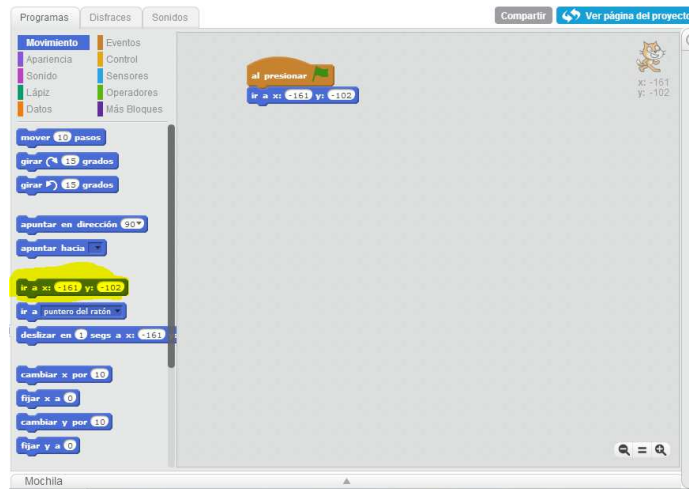 Programas Disfraces Sonidos
Compartir Ver página del proyecto
Movimiento Eventos
Apariencia Control
Sonido Sensores
Lápiz Operadores
Datos Más Bloques
mover 10 pasos
girar 15 grados
girar 15 grados
apuntar en dirección 90
apuntar hacia
ir a x: -161 y: -102
ir a puntero del ratón
deslizar en 1 segs a x: -161
cambiar x por 10
fijar x a 0
cambiar y por 10
fijar y a 0
al presionar
ir a x: -161 y: -102
x: -161
y: -102
Mochila